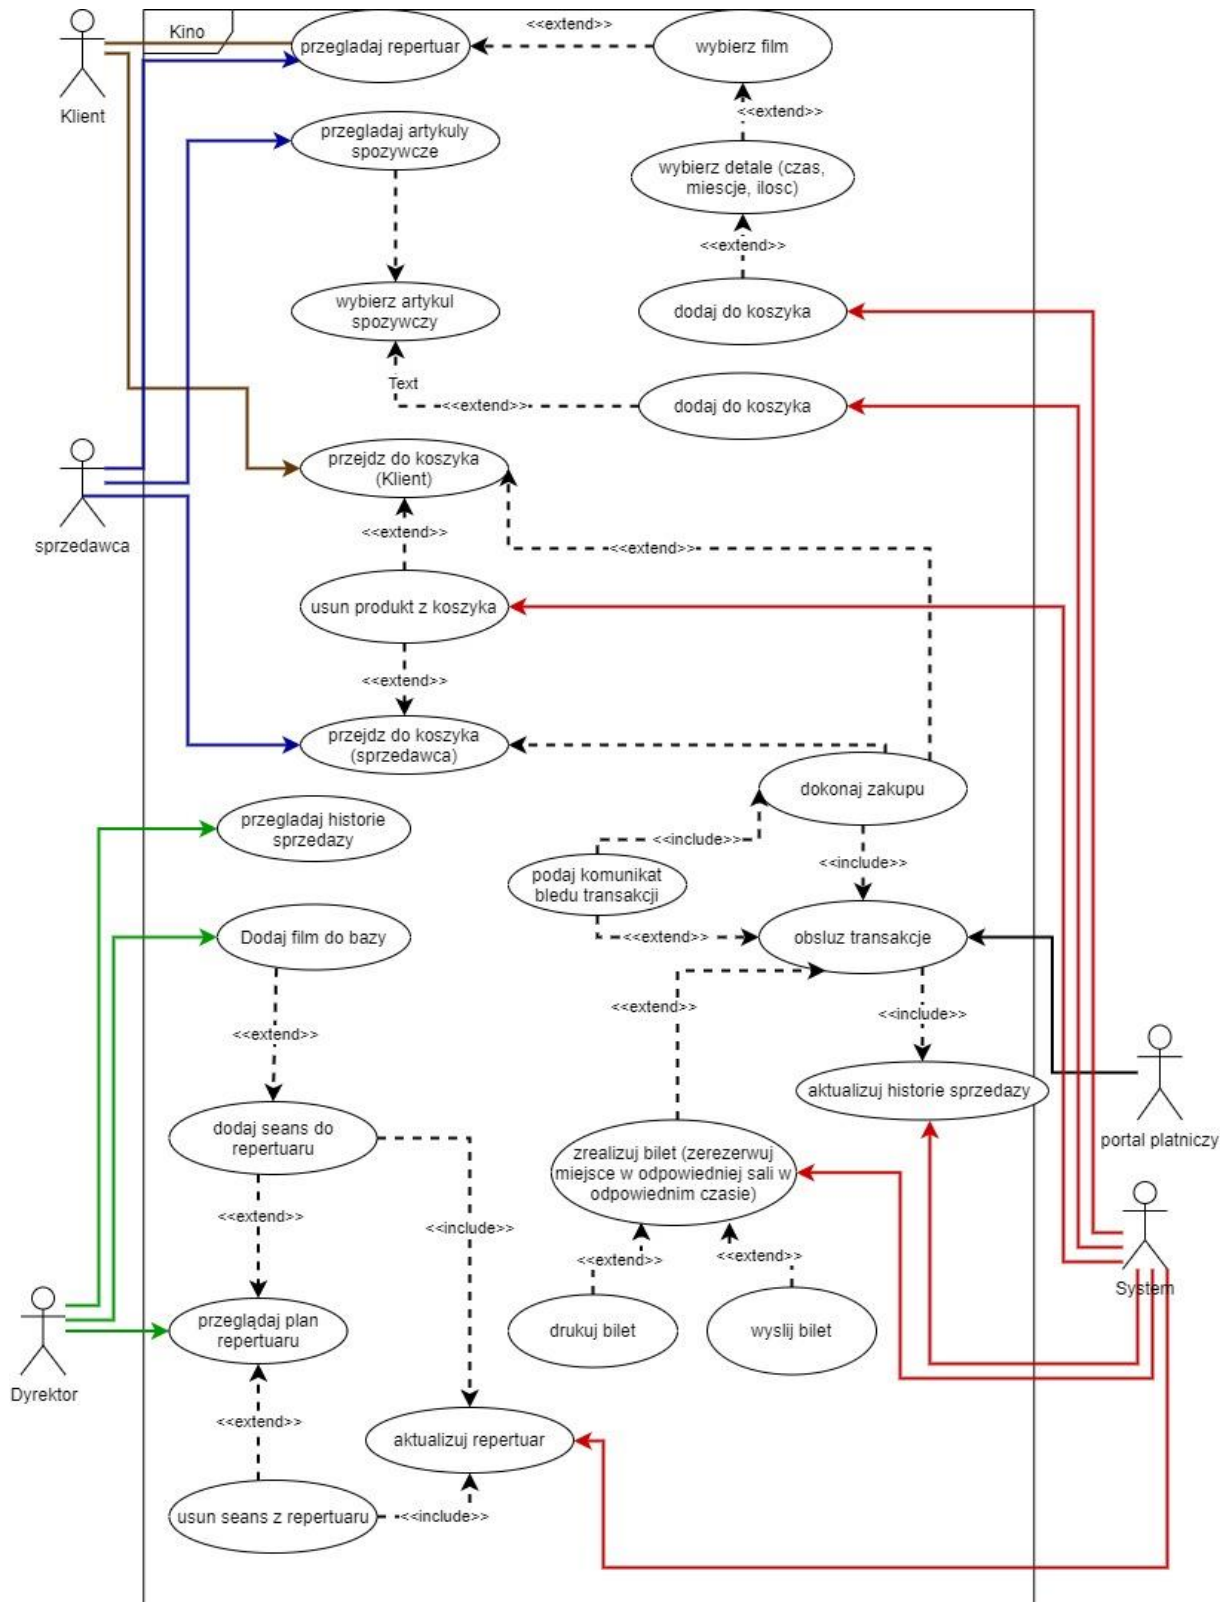 Kino
Klient
przegladaj repertuar
<<extend>>
wybierz film
<<extend>>
przegladaj artykuly
spozywcze
wybierz detale (czas,
miescje, ilosc)
<<extend>>
wybierz artykul
spozywczy
dodaj do koszyka
Text
<<extend>>
dodaj do koszyka
sprzedawca
przejdz do koszyka
(Klient)
<<extend>>
<<extend>>
usun produkt z koszyka
<<extend>>
przejdz do koszyka
(sprzedawca)
dokonaj zakupu
przegladaj historie
sprzedazy
<<include>>
<<include>>
podaj komunikat
bledu transakcji
Dodaj film do bazy
<<extend>>
obsluz transakcje
<<extend>>
<<extend>>
<<include>>
aktualizuj historie sprzedazy
portal platniczy
dodaj seans do
repertuaru
zrealizuj bilet (zerezerwuj
miejsce w odpowiedniej sali w
odpowiednim czasie)
<<extend>>
<<include>>
<<extend>>
<<extend>>
System
Dyrektor
przeglądaj plan
repertuaru
drukuj bilet
wyslij bilet
<<extend>>
aktualizuj repertuar
usun seans z repertuaru
<<include>>